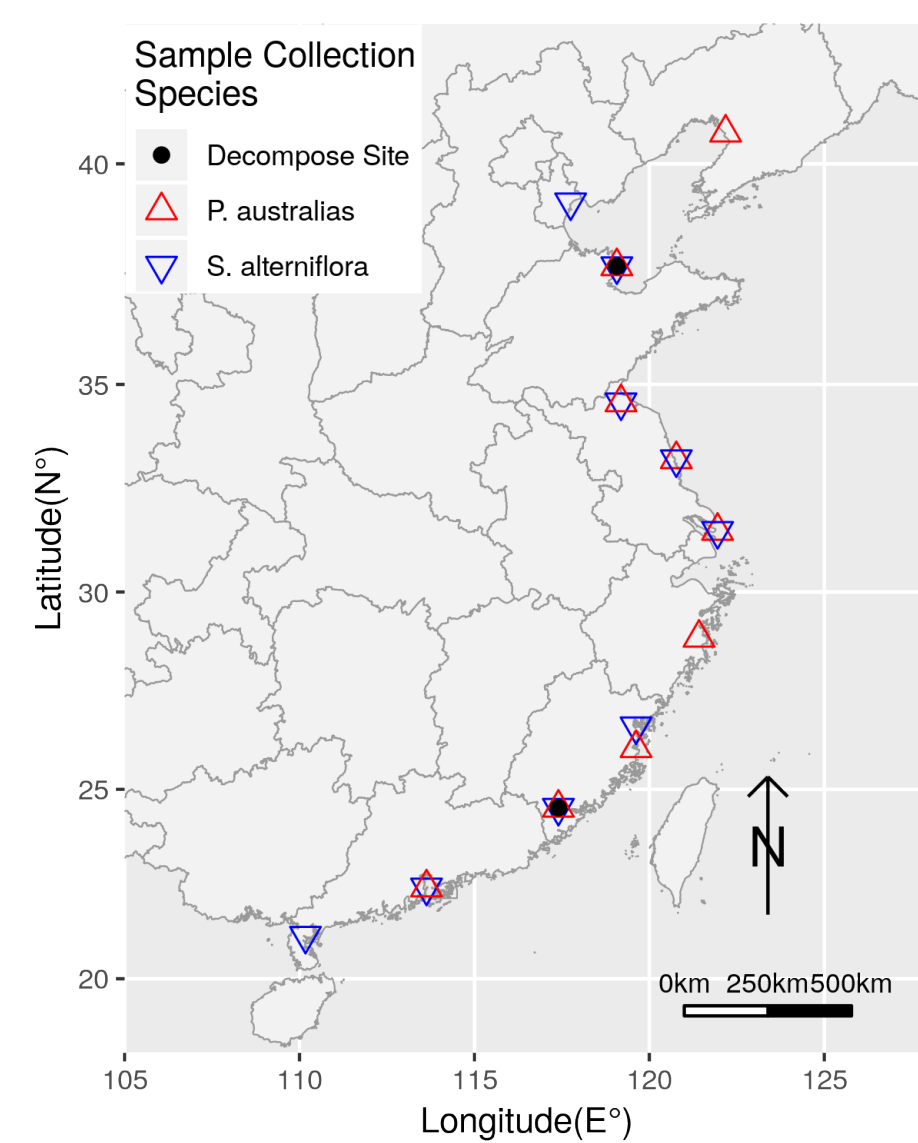 Sample Collection
Species
Decompose Site
P. australias
S. alterniflora
40
35
30
25
20
Latitude(N°)
N
0km 250km500km
105 110 115 120 125
Longitude(E°)